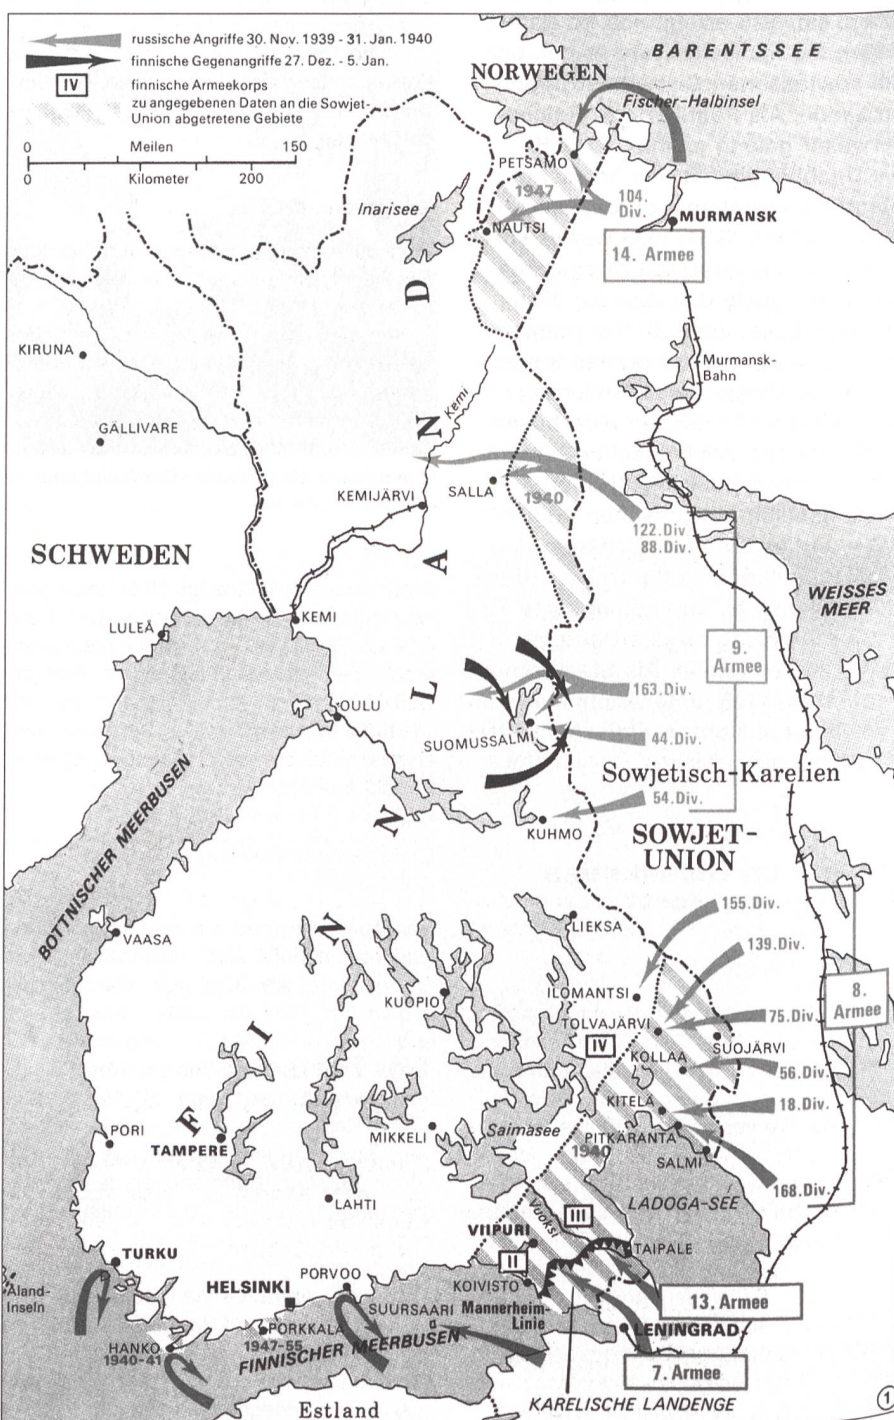 russische Angriffe 30. Nov. 1939 - 31. Jan. 1940
finnische Gegenangriffe 27. Dez. - 5. Jan.
IV
finnische Armeekorps
zu angegebenen Daten an die Sowjet-
Union abgetretene Gebiete
0 Meilen 150
0 Kilometer 200
BARENTSSEE
NORWEGEN
Fischer-Halbinsel
PETSAMO
1947
104.
Div.
Inarisee
NAUTSI
MURMANSK
14. Armee
KIRUNA
Murmansk-
Bahn
GÄLLIVARE
Kemi
SALLA
1940
KEMIJÄRVI
122.Div.
88.Div.
SCHWEDEN
WEISSES
MEER
LULEÅ
KEMI
9.
Armee
163.Div.
OULU
SUOMUSSALMI
44.Div.
Sowjetisch-Karelien
54.Div.
KUHMO
SOWJET-
UNION
BOTTNISCHER MEERBUSEN
FINNLAND
155.Div.
LIEKSA
VAASA
139.Div.
KUOPIO
ILOMANTSI
8.
Armee
TOLVAJÄRVI
75.Div.
IV
SUOJÄRVI
KOLLAA
56.Div.
KITELÄ
18.Div.
PORI
TAMPERE
MIKKELI
Saimasee
PITKÄRANTA
1940
SALMI
168.Div.
LAHTI
LADOGA-SEE
Vuoksi
III
VIIPURI
II
TAIPALE
TURKU
PORVOO
HELSINKI
KOIVISTO
Åland-
Inseln
SUURSAARI
Mannerheim-
Linie
13. Armee
PORKKALA
1947-55
LENINGRAD
HANKO
1940-41
FINNISCHER MEERBUSEN
7. Armee
Estland
KARELISCHE LANDENGE
1